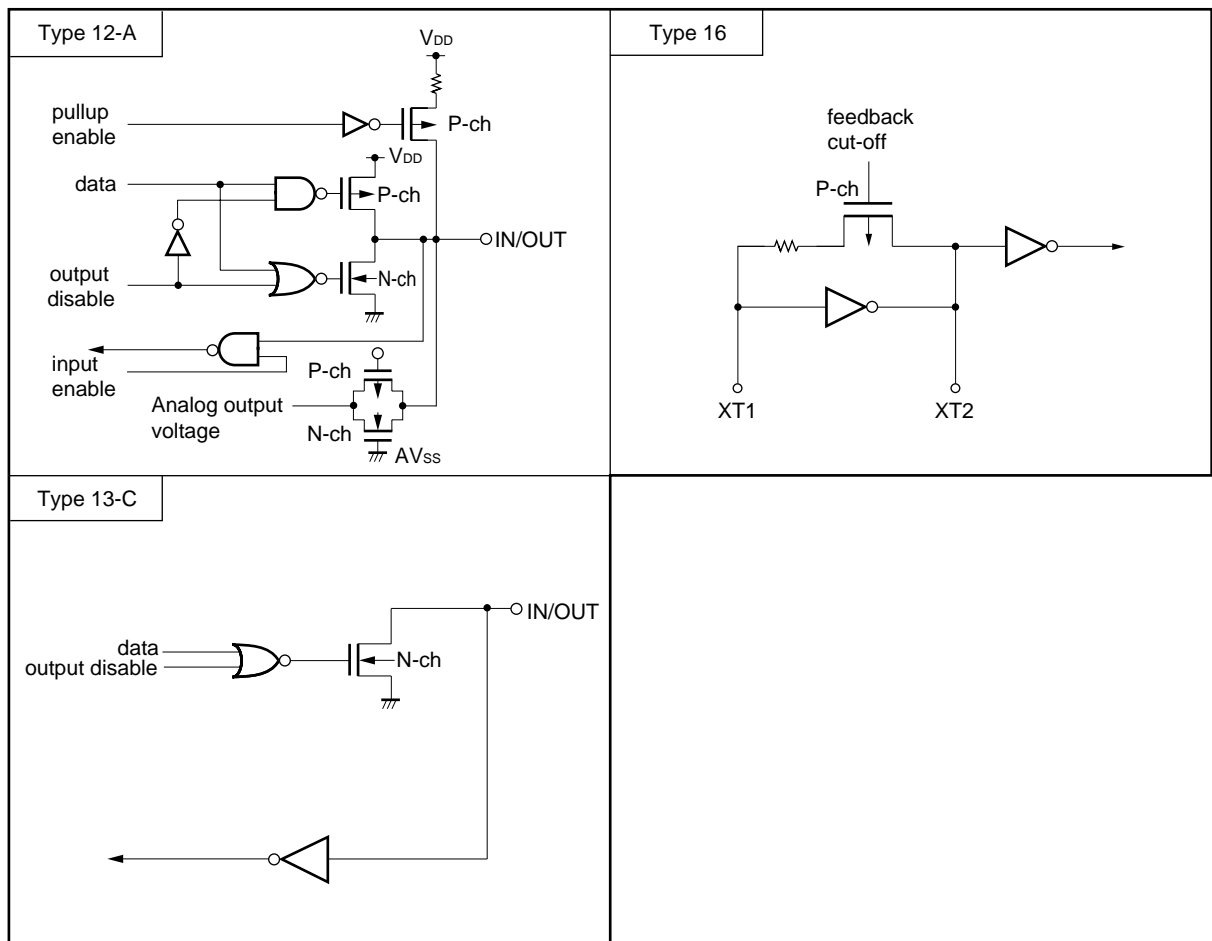 Type 12-A
VDD
pullup
enable
P-ch
VDD
data
P-ch
IN/OUT
output
disable
N-ch
input
enable
P-ch
Analog output
voltage
N-ch
AVSS
Type 16
feedback
cut-off
P-ch
XT1
XT2
Type 13-C
IN/OUT
data
output disable
N-ch